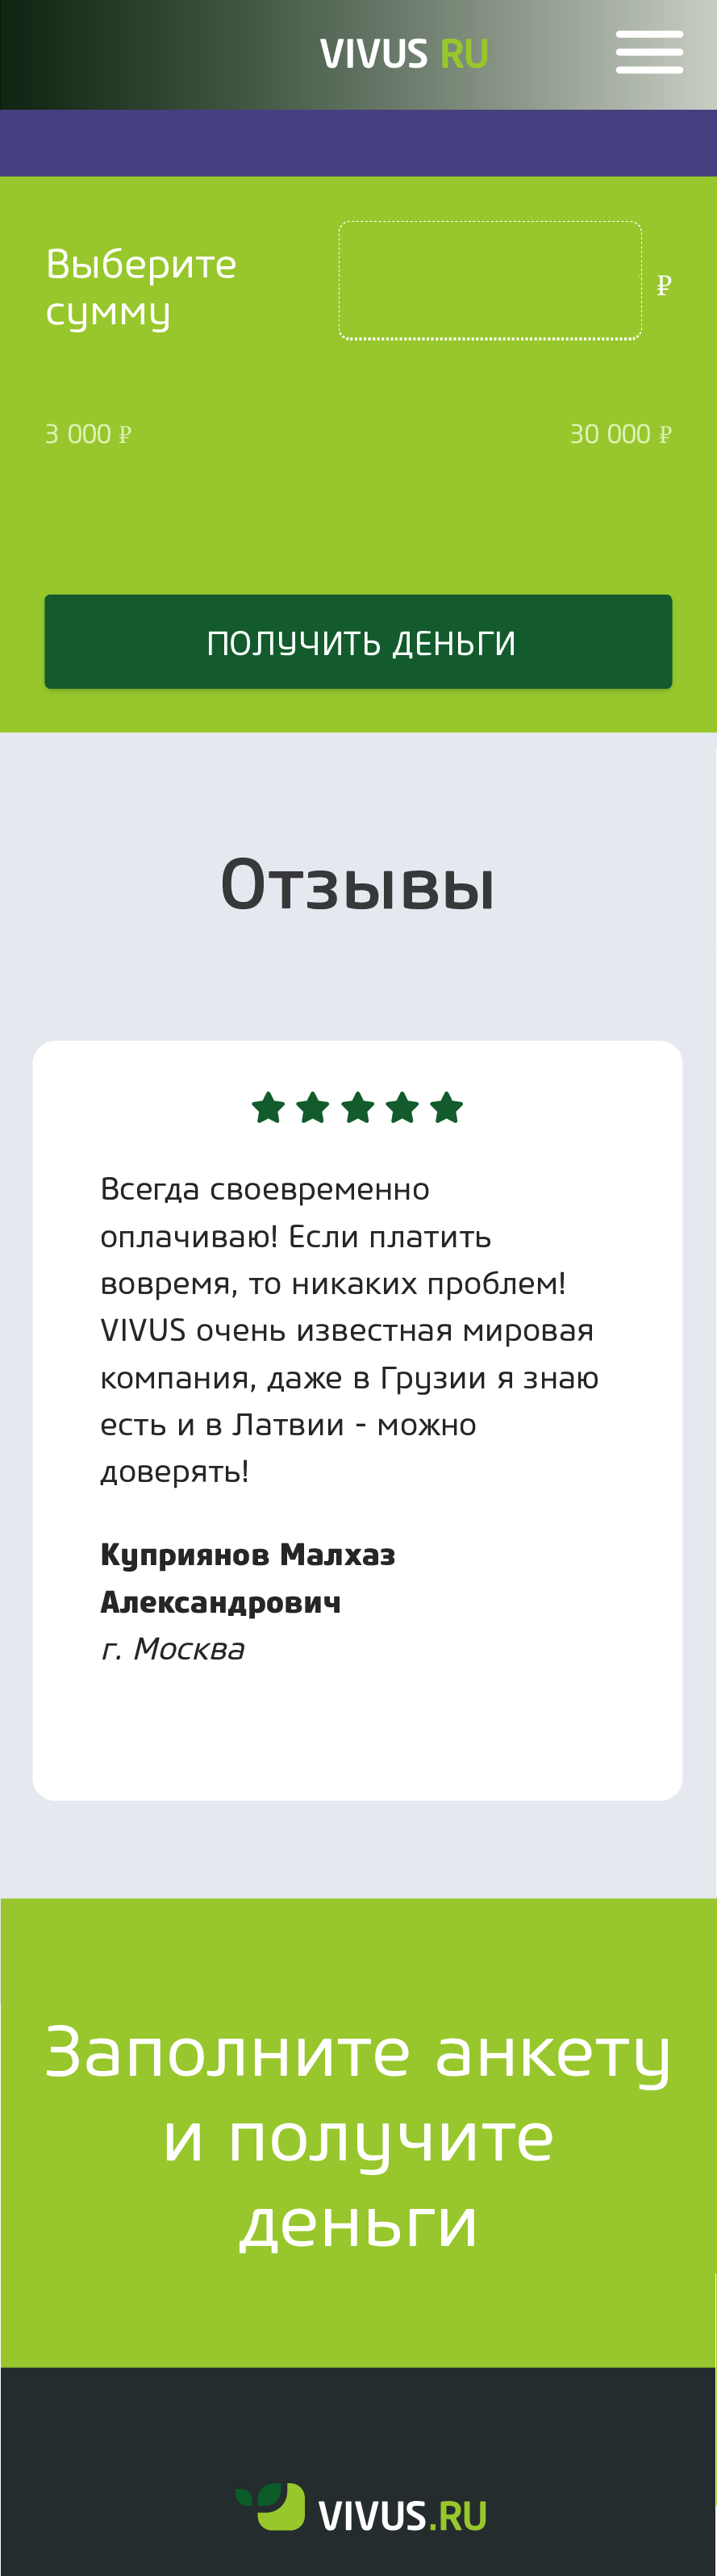 VIVUS RU
Выберите
сумму
₽
3 000 ₽
30 000 ₽
ПОЛУЧИТЬ ДЕНЬГИ
Отзывы
Всегда своевременно
оплачиваю! Если платить
вовремя, то никаких проблем!
VIVUS очень известная мировая
компания, даже в Грузии я знаю
есть и в Латвии - можно
доверять!
Куприянов Малхаз
Александрович
г. Москва
Заполните анкету
и получите
деньги
VIVUS.RU